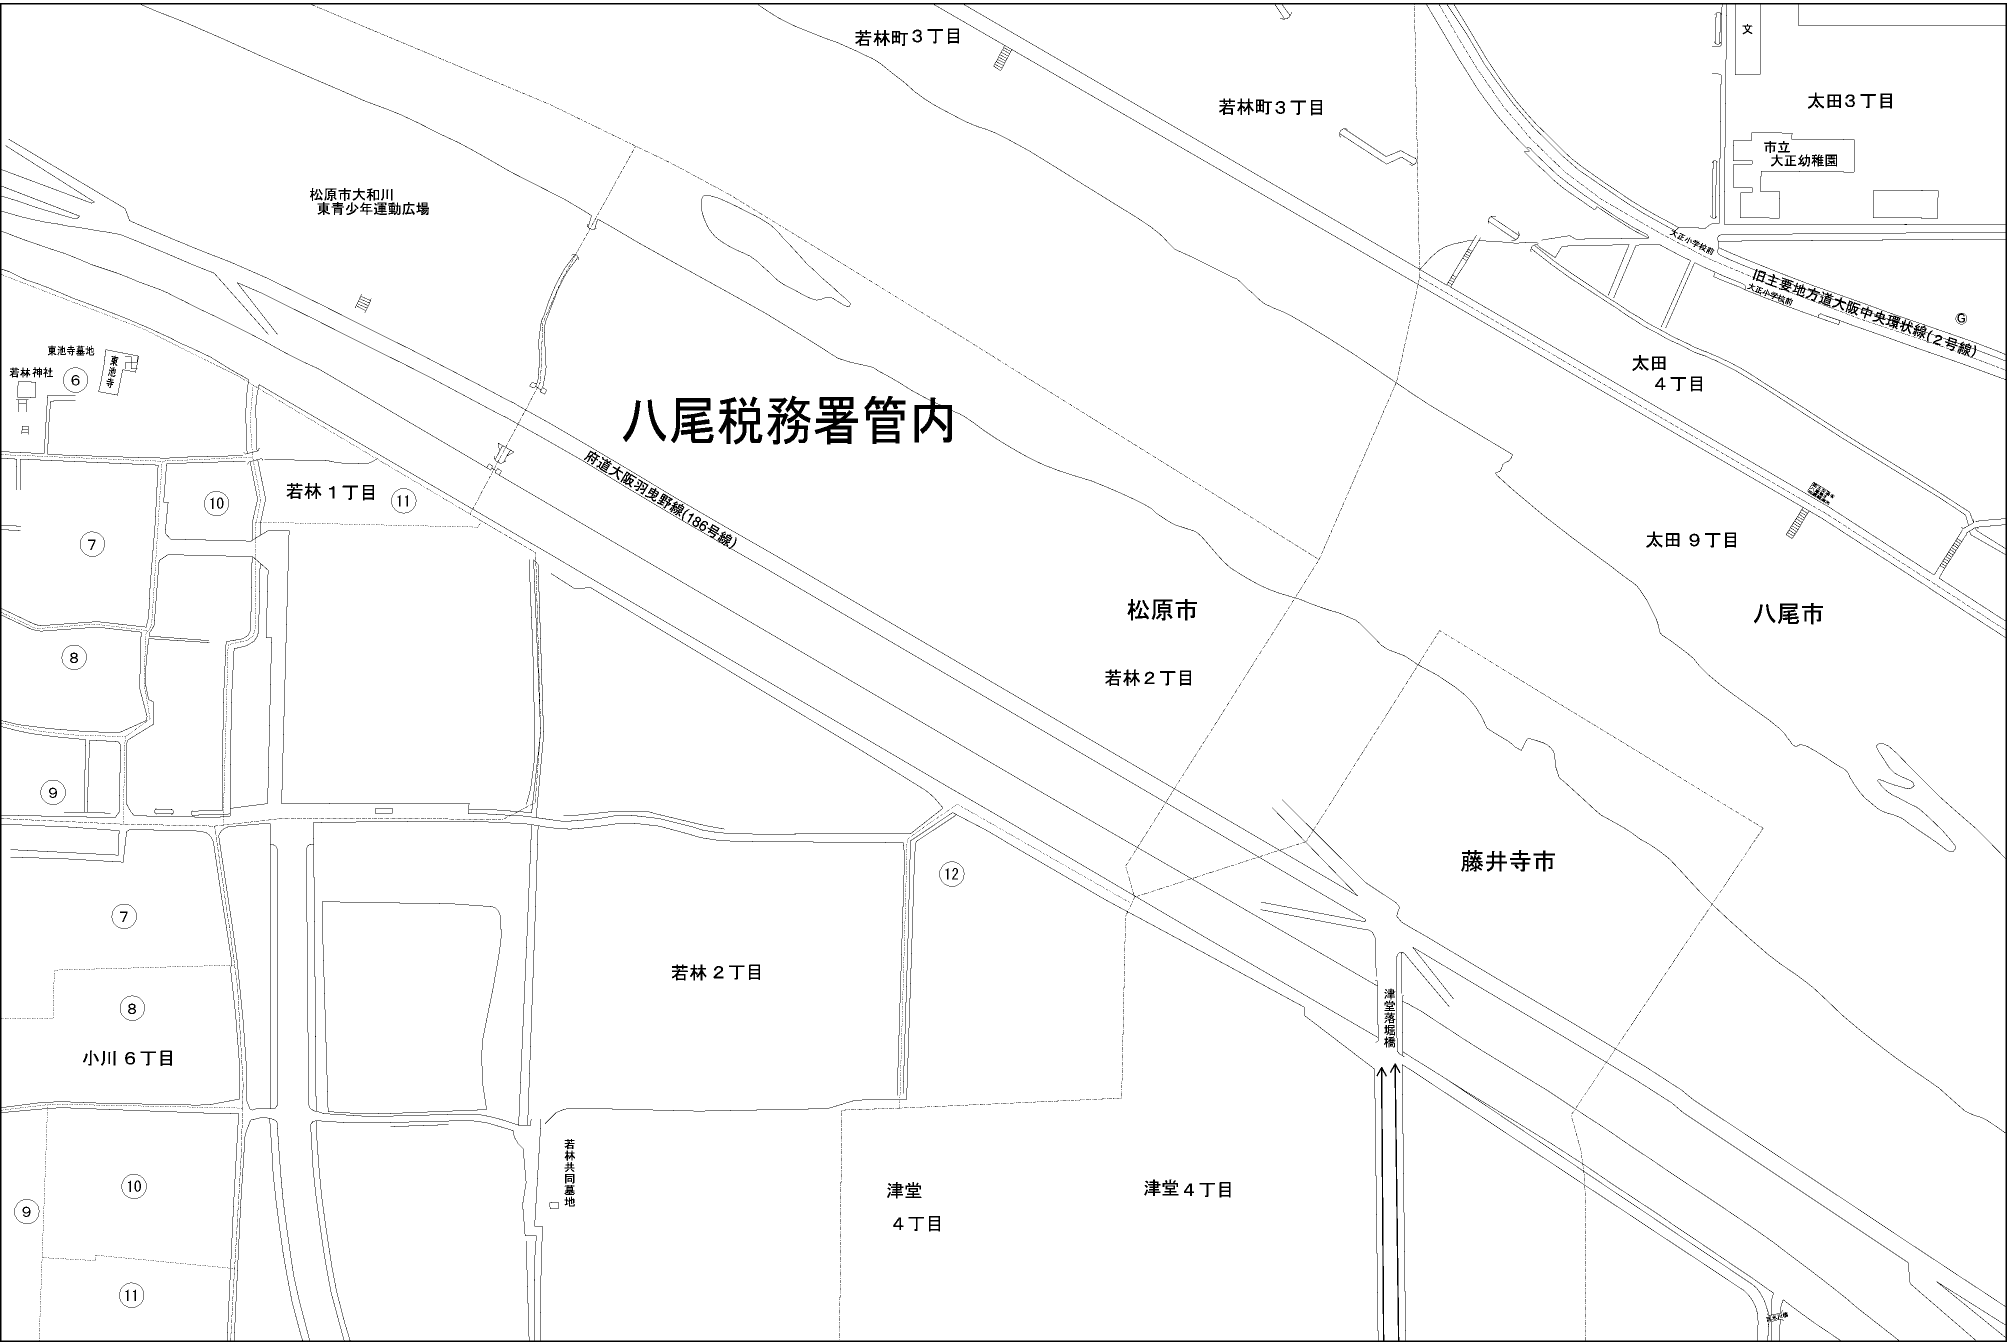 若林町３丁目
文
太田３丁目
若林町３丁目
市立
大正幼稚園
松原市大和川
東青少年運動広場
大正小学校前
旧主要地方道大阪中央環状線(２号線)
大正小学校前
G
東池寺墓地
東池寺
若林神社
6
太田
４丁目
八尾税務署管内
府道大阪羽曳野線(186号線)
若林１丁目
11
10
7
太田９丁目
松原市
八尾市
8
若林２丁目
9
藤井寺市
12
7
若林２丁目
8
津堂落堀橋
小川６丁目
若林共同墓地
10
津堂
４丁目
津堂４丁目
9
11